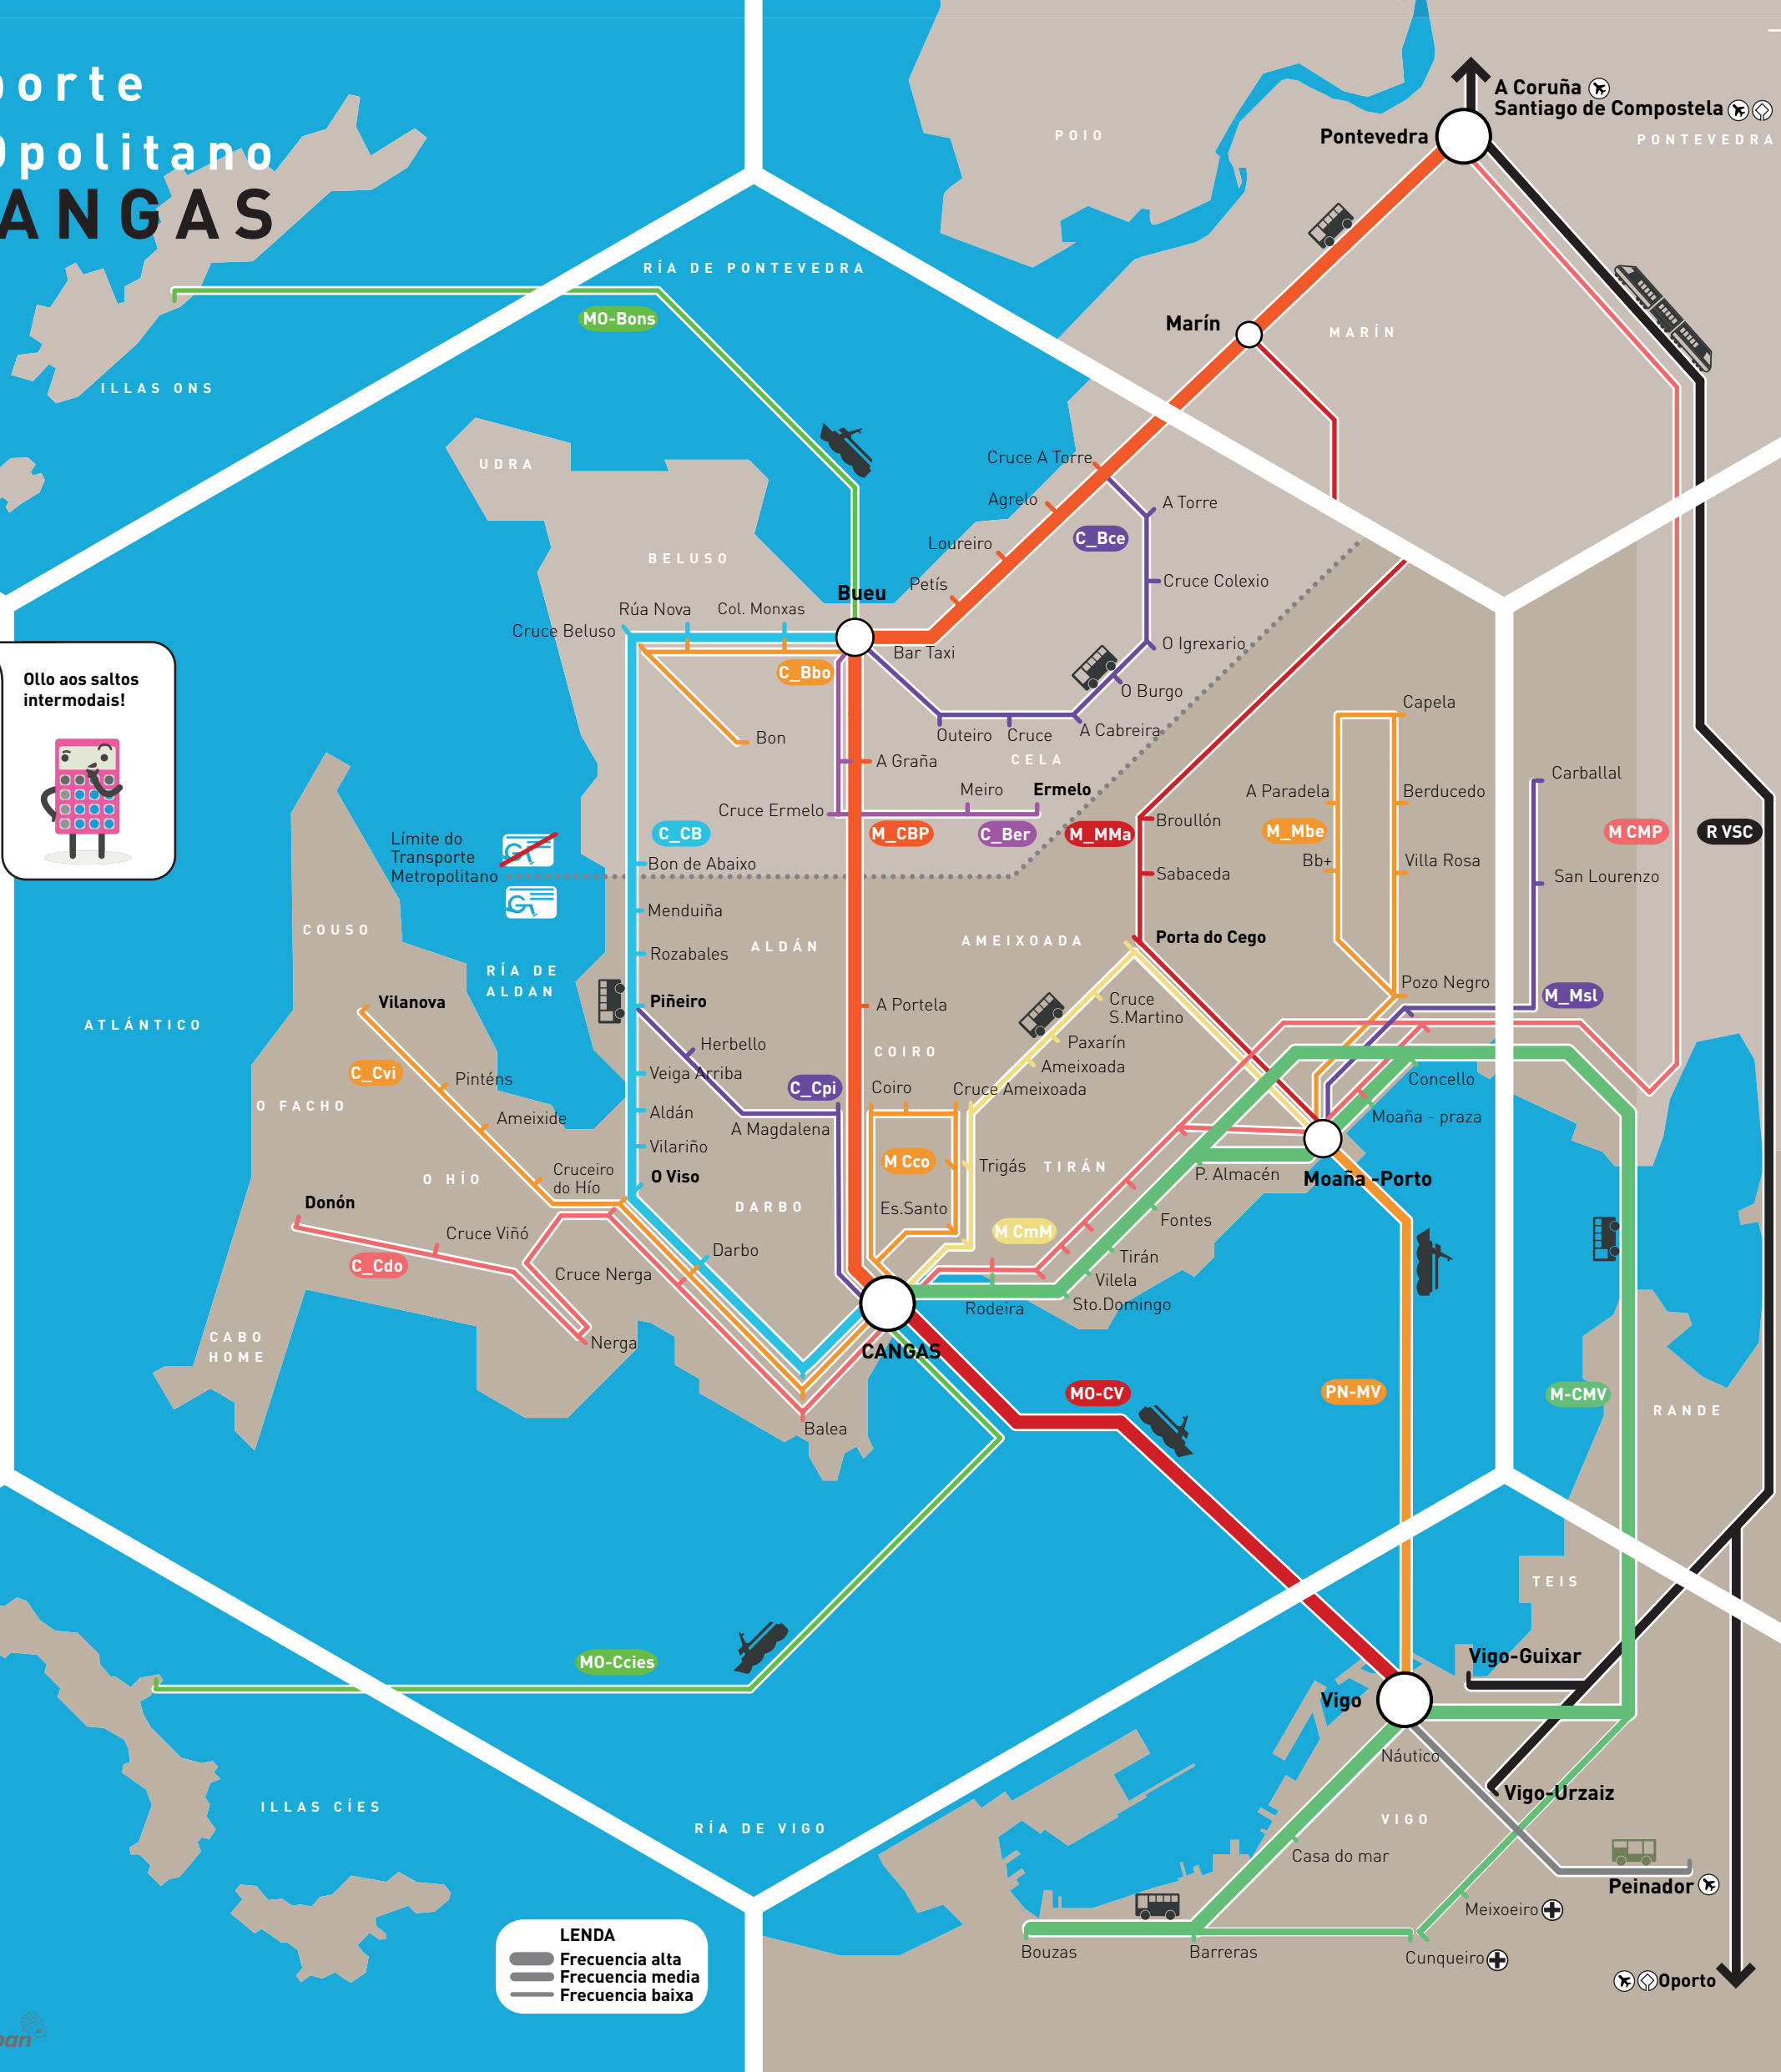 porte
Opolitano
ANGAS
A Coruña
Santiago de Compostela
Pontevedra
PONTEVEDRA
POIO
RÍA DE PONTEVEDRA
MO-Bons
Marín
MARÍN
ILLAS ONS
UDRA
Cruce A Torre
Agrelo
A Torre
C_Bce
Loureiro
BELUSO
Petís
Cruce Colexio
Bueu
Rúa Nova
Col. Monxas
Cruce Beluso
Bar Taxi
O Igrexario
C_Bbo
O Burgo
Ollo aos saltos
intermodais!
Capela
Bon
Outeiro
Cruce
A Cabreira
A Graña
CELA
Carballal
Meiro
Ermelo
A Paradela
Berducedo
Cruce Ermelo
Broullón
C_CB
M_CBP
C_Ber
M_MMa
M_Mbe
M CMP
R VSC
Límite do
Transporte
Metropolitano
Bon de Abaixo
Bb+
Villa Rosa
Sabaceda
San Lourenzo
Menduiña
COUSO
ALDÁN
AMEIXOADA
Porta do Cego
Rozabales
RÍA DE
ALDAN
Pozo Negro
M_Msl
Vilanova
Piñeiro
A Portela
Cruce
S.Martino
ATLÁNTICO
Herbello
COIRO
Paxarín
Ameixoada
C_Cvi
Pinténs
Veiga Arriba
C_Cpi
Coiro
Cruce Ameixoada
Concello
O FACHO
Ameixide
Aldán
A Magdalena
Moaña - praza
Vilariño
M Cco
Trigás
TIRÁN
P. Almacén
Moaña -Porto
O HÍO
Cruceiro
do Hío
O Viso
Donón
DARBO
Es.Santo
Fontes
Cruce Viñó
M CmM
C_Cdo
Darbo
Tirán
Cruce Nerga
Vilela
Rodeira
Sto.Domingo
CABO
HOME
Nerga
CANGAS
MO-CV
PN-MV
M-CMV
RANDE
Balea
TEIS
MO-Ccies
Vigo-Guixar
Vigo
Náutico
Vigo-Urzaiz
ILLAS CÍES
RÍA DE VIGO
VIGO
Casa do mar
Peinador
Meixoeiro
Bouzas
Barreras
Cunqueiro
Oporto
LENDA
Frecuencia alta
Frecuencia media
Frecuencia baixa